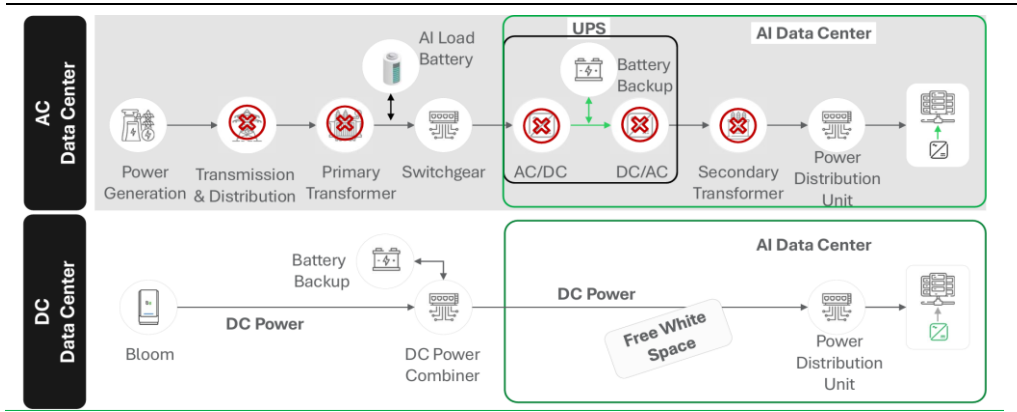 AC
Data Center
UPS
AI Data Center
AI Load
Battery
Battery
Backup
Power
Generation
Transmission
& Distribution
Primary
Transformer
Switchgear
AC/DC
DC/AC
Secondary
Transformer
Power
Distribution
Unit
DC
Data Center
AI Data Center
Battery
Backup
DC Power
DC Power
Free White
Space
Bloom
DC Power
Combiner
Power
Distribution
Unit